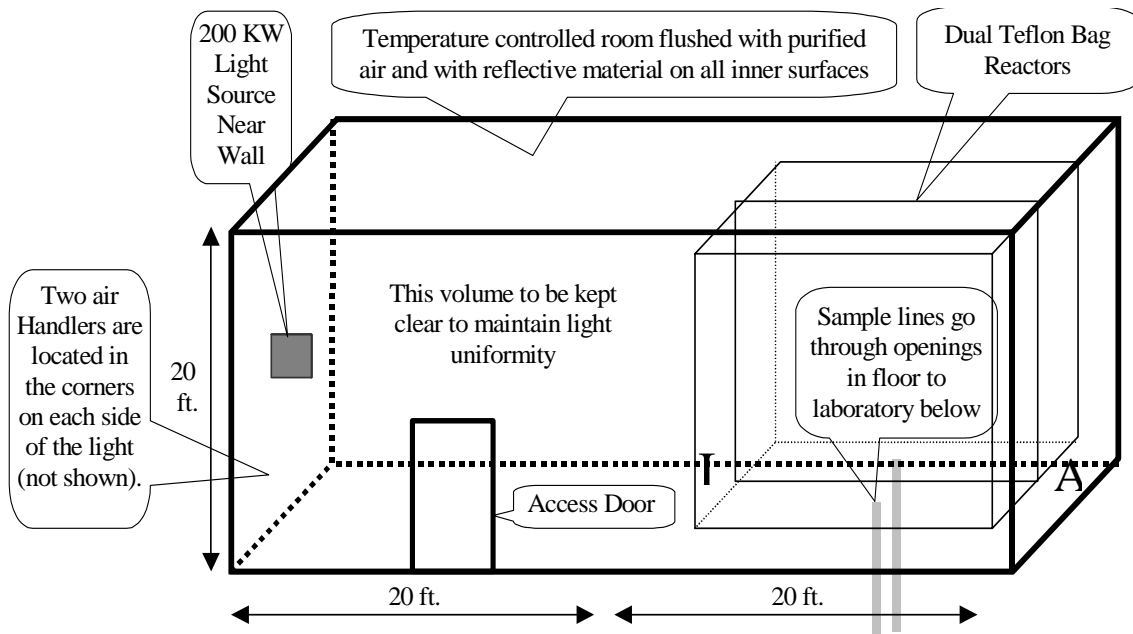 200 KW
Light
Source
Near
Wall
Temperature controlled room flushed with purified
air and with reflective material on all inner surfaces
Dual Teflon Bag
Reactors
Two air
Handlers are
located in
the corners
on each side
of the light
(not shown).
20
ft.
This volume to be kept
clear to maintain light
uniformity
Sample lines go
through openings
in floor to
laboratory below
Access Door
A
20 ft.
20 ft.